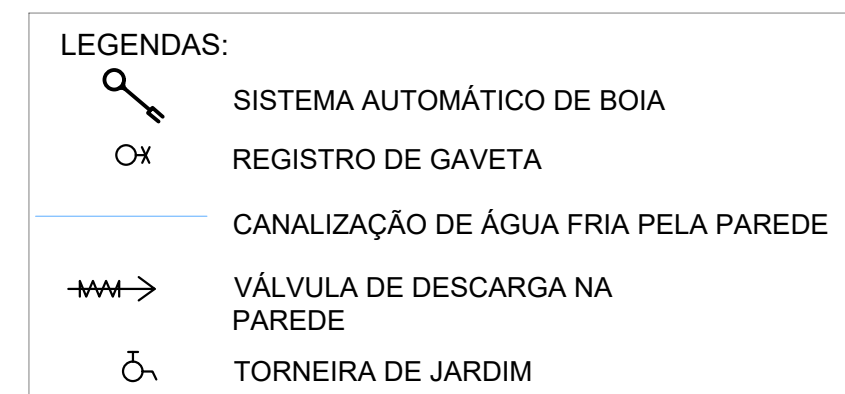 LEGENDAS:
SISTEMA AUTOMÁTICO DE BOIA
REGISTRO DE GAVETA
CANALIZAÇÃO DE ÁGUA FRIA PELA PAREDE
VÁLVULA DE DESCARGA NA
PAREDE
TORNEIRA DE JARDIM